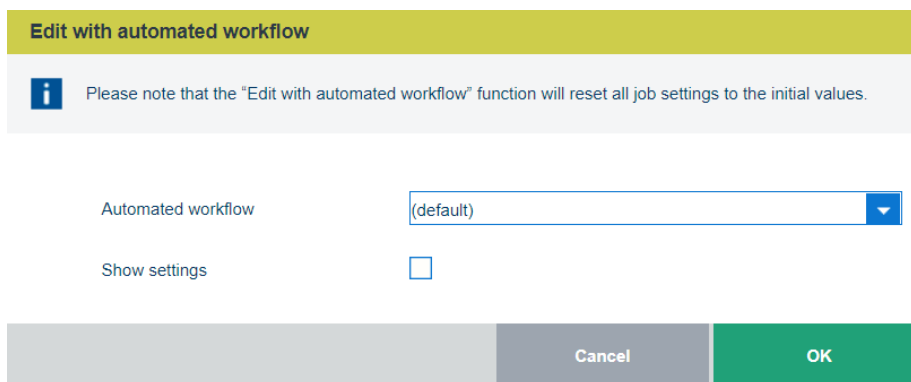 Edit with automated workflow
i Please note that the “Edit with automated workflow” function will reset all job settings to the initial values.
Automated workflow (default)
Show settings
Cancel OK